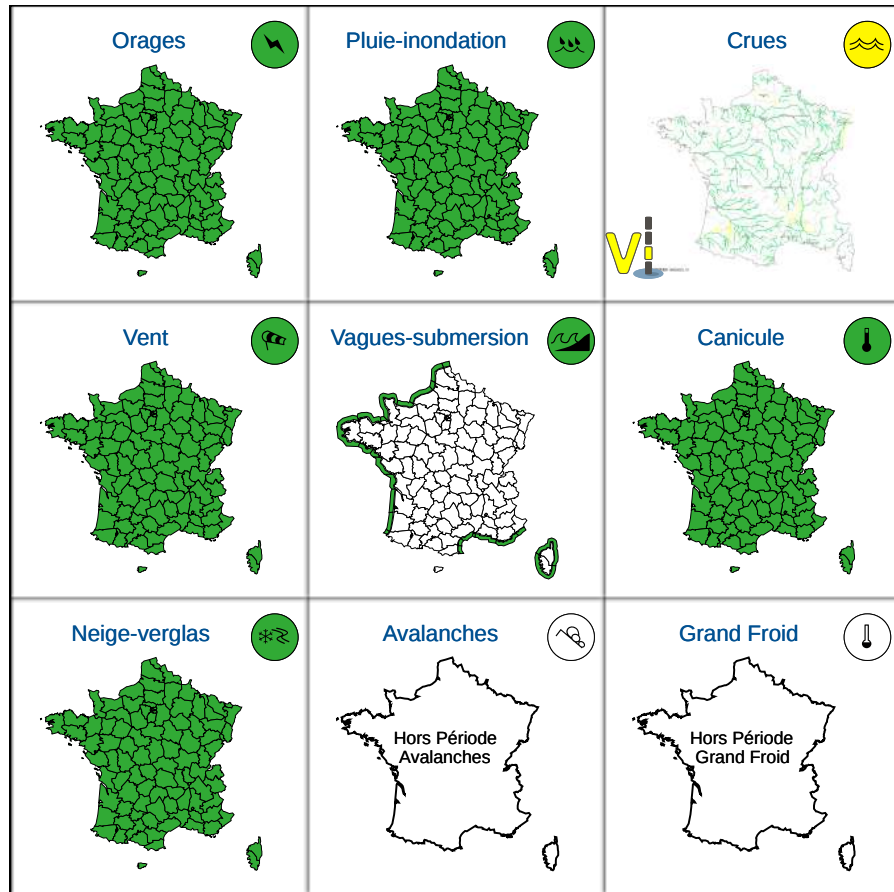 Orages
Pluie-inondation
Crues
Vi
Vent
Vagues-submersion
Canicule
Neige-verglas
Avalanches
Grand Froid
Hors Période
Avalanches
Hors Période
Grand Froid